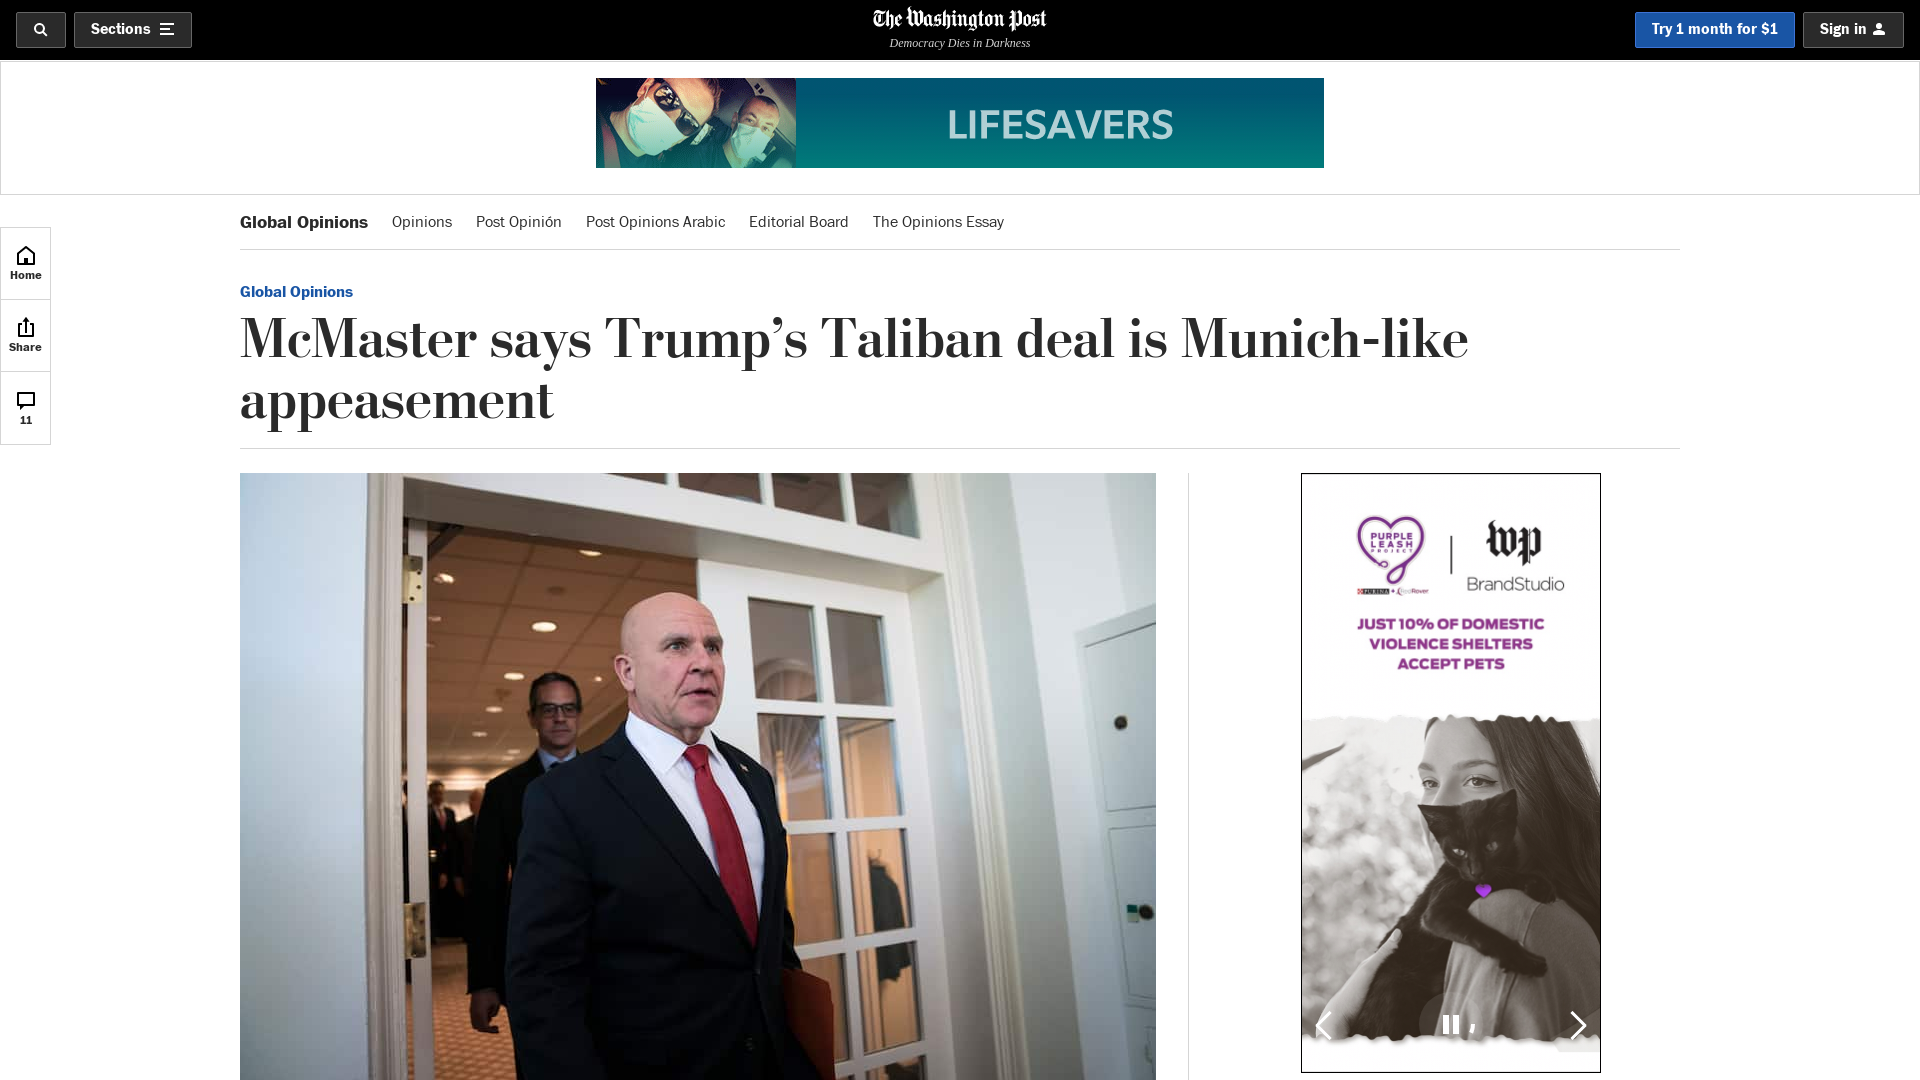 Sections
The Washington Post
Democracy Dies in Darkness
Try 1 month for $1
Sign in
LIFESAVERS
Global Opinions
Opinions
Post Opinión
Post Opinions Arabic
Editorial Board
The Opinions Essay
Home
Share
11
Global Opinions
McMaster says Trump’s Taliban deal is Munich-like
appeasement
PURPLE
LEASH
PROJECT
PURINA + RedRover
wp
BrandStudio
JUST 10% OF DOMESTIC
VIOLENCE SHELTERS
ACCEPT PETS